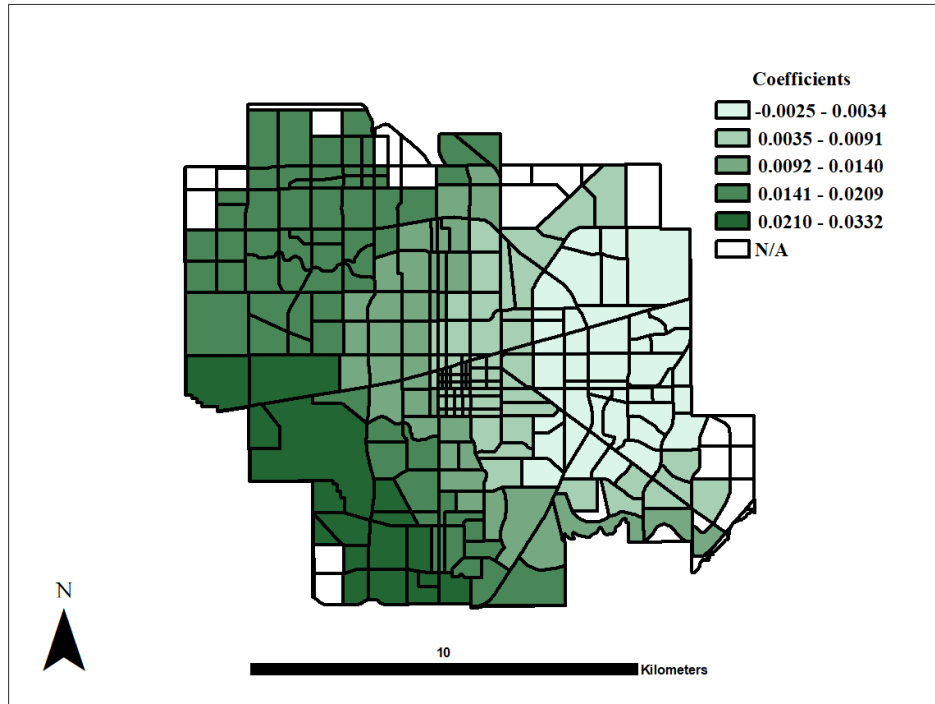 Coefficients
-0.0025 - 0.0034
0.0035 - 0.0091
0.0092 - 0.0140
0.0141 - 0.0209
0.0210 - 0.0332
N/A
N
10
Kilometers